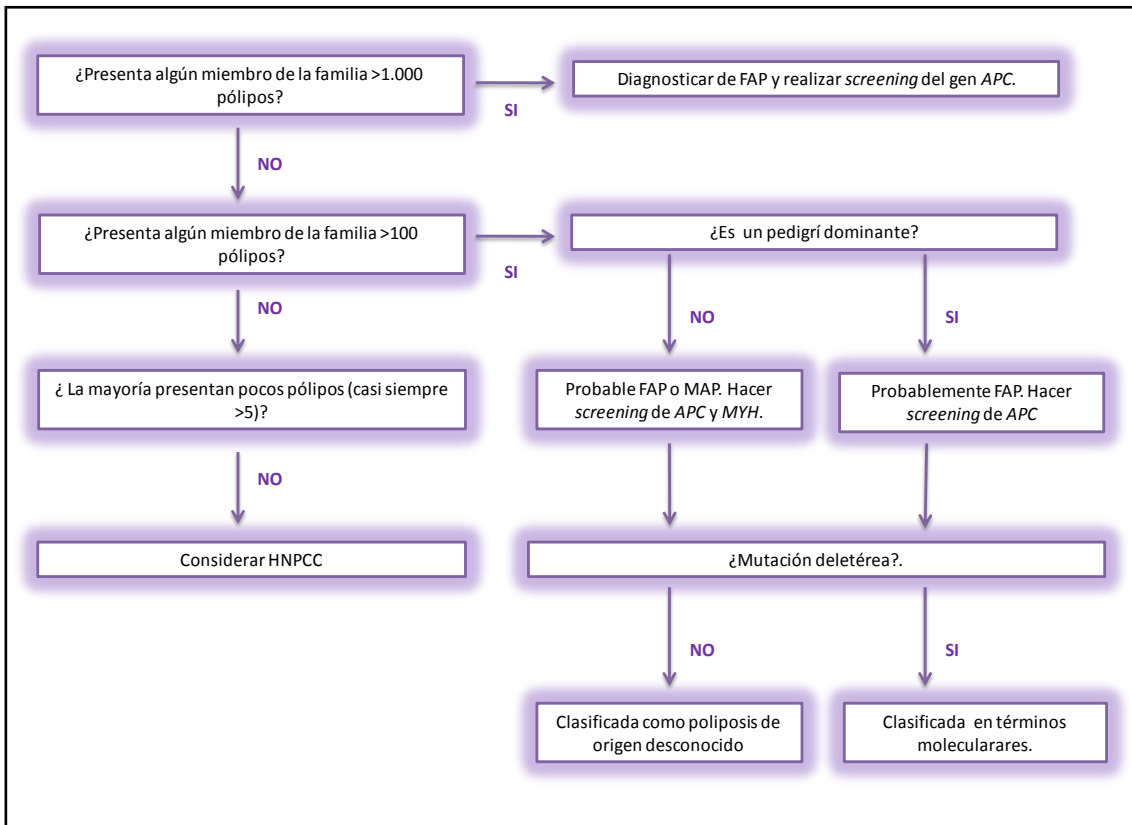 ¿Presenta algún miembro de la familia >1.000
pólipos?
SI
Diagnosticar de FAP y realizar screening del gen APC.
NO
¿Presenta algún miembro de la familia >100
pólipos?
SI
¿Es un pedigrí dominante?
NO
NO
SI
¿ La mayoría presentan pocos pólipos (casi siempre
>5)?
Probable FAP o MAP. Hacer
screening de APC y MYH.
Probablemente FAP. Hacer
screening de APC
NO
Considerar HNPCC
¿Mutación deletérea?.
NO
SI
Clasificada como poliposis de
origen desconocido
Clasificada en términos
molecularares.